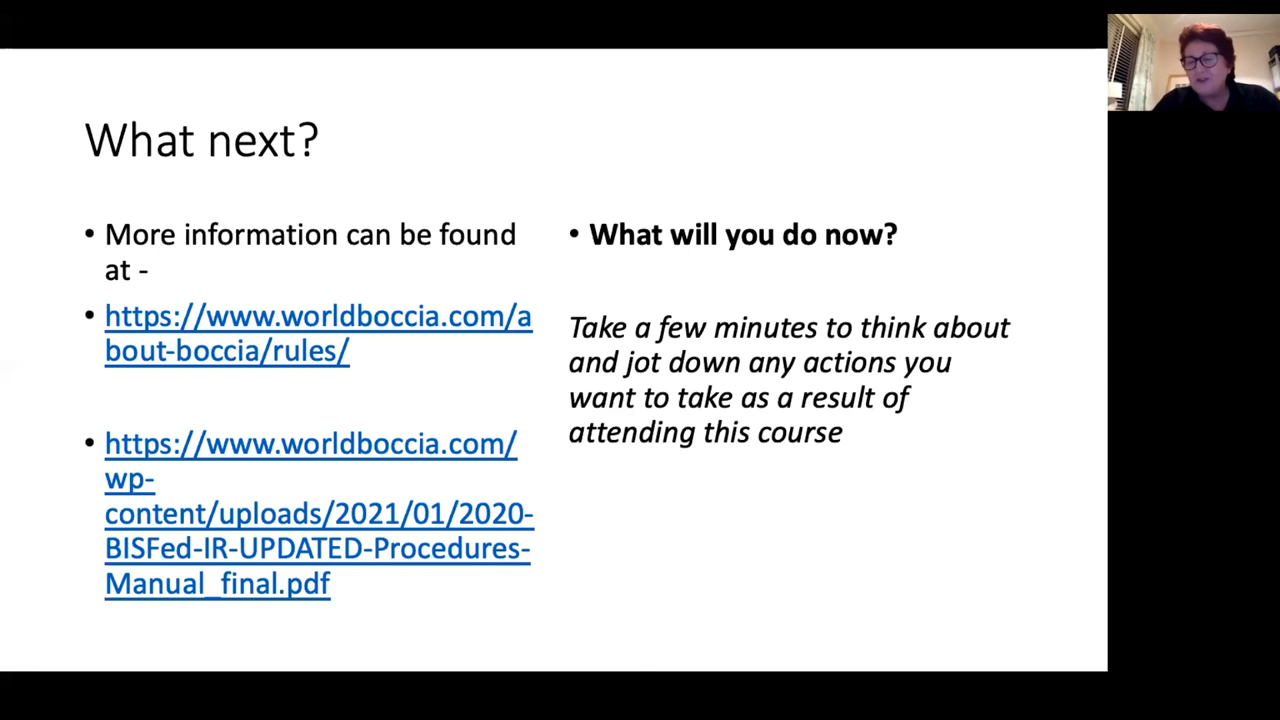 What next?
• More information can be found
at -
• https://www.worldboccia.com/a
bout-boccia/rules/
• https://www.worldboccia.com/
wp-
content/uploads/2021/01/2020-
BISFed-IR-UPDATED-Procedures-
Manual_final.pdf
• What will you do now?
Take a few minutes to think about
and jot down any actions you
want to take as a result of
attending this course